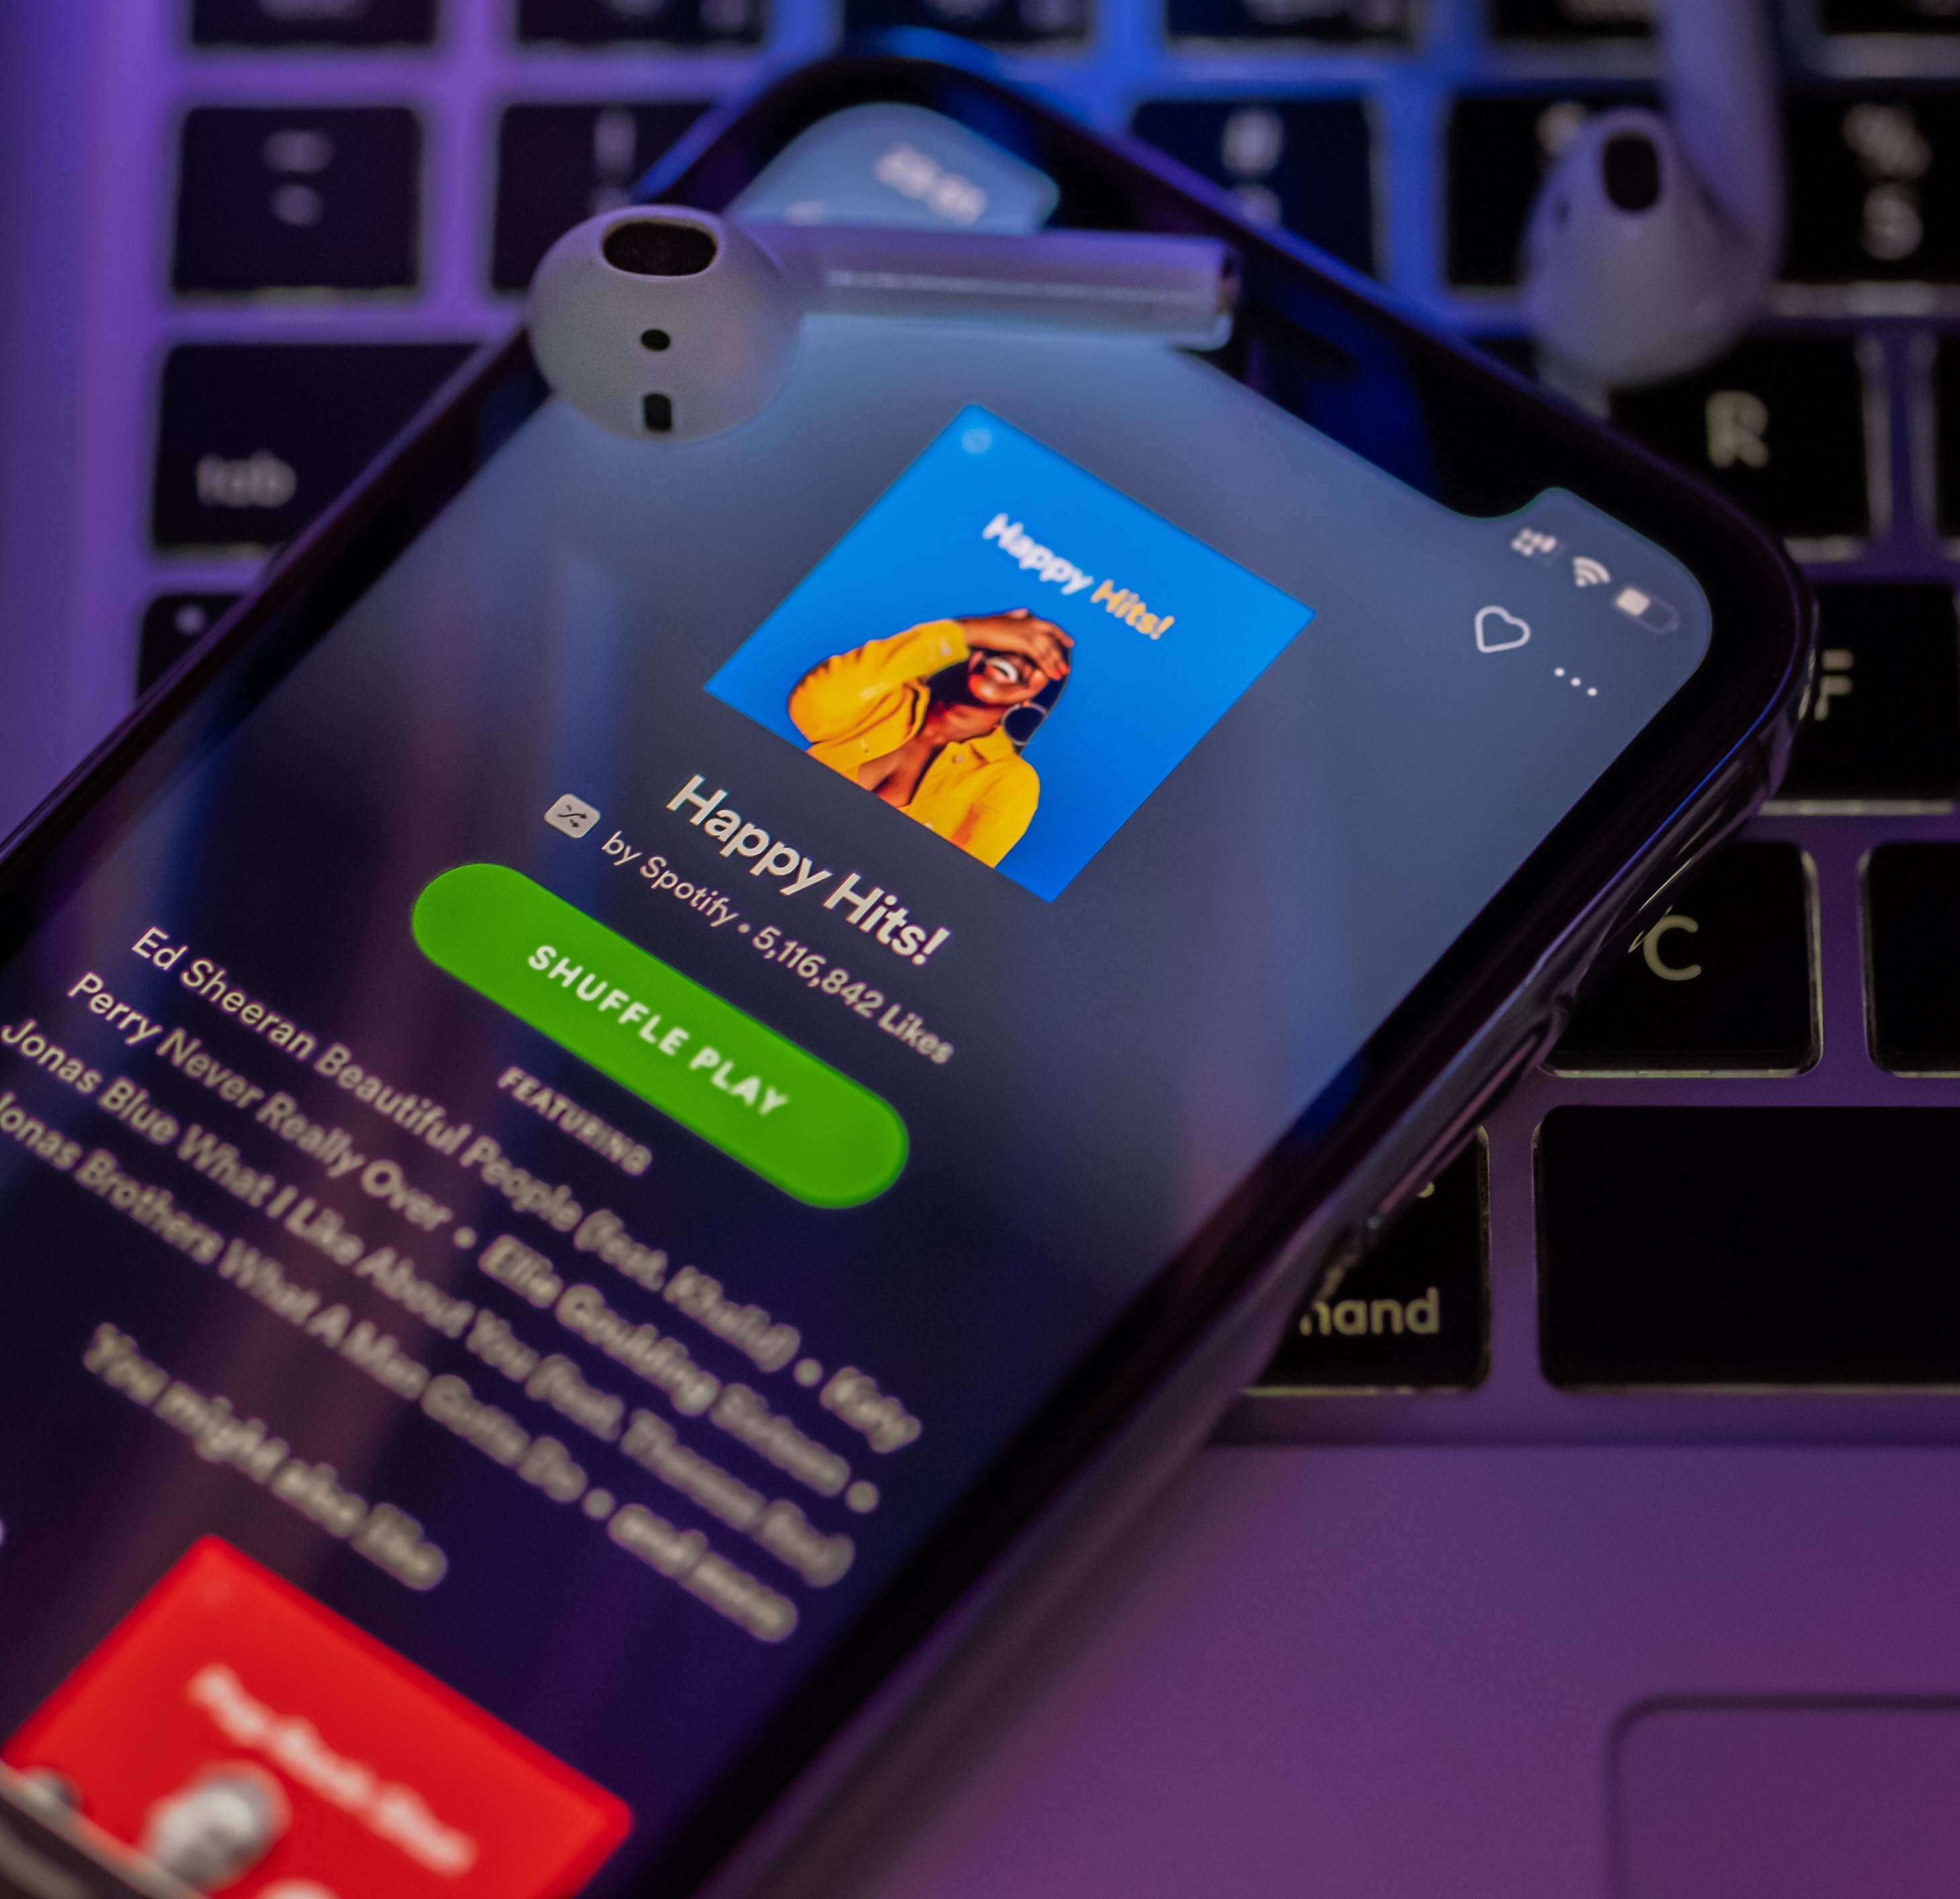 Happy Hits!
Happy Hits!
by Spotify • 5,116,842 Likes
SHUFFLE PLAY
FEATURING
Ed Sheeran Beautiful People (feat. Khalid) • Katy
Perry Never Really Over • Ellie Goulding Sixteen •
Jonas Blue What I Like About You (feat. Theresa Rex)
Jonas Brothers What A Man Gotta Do • and more
You might also like
tab
R
F
C